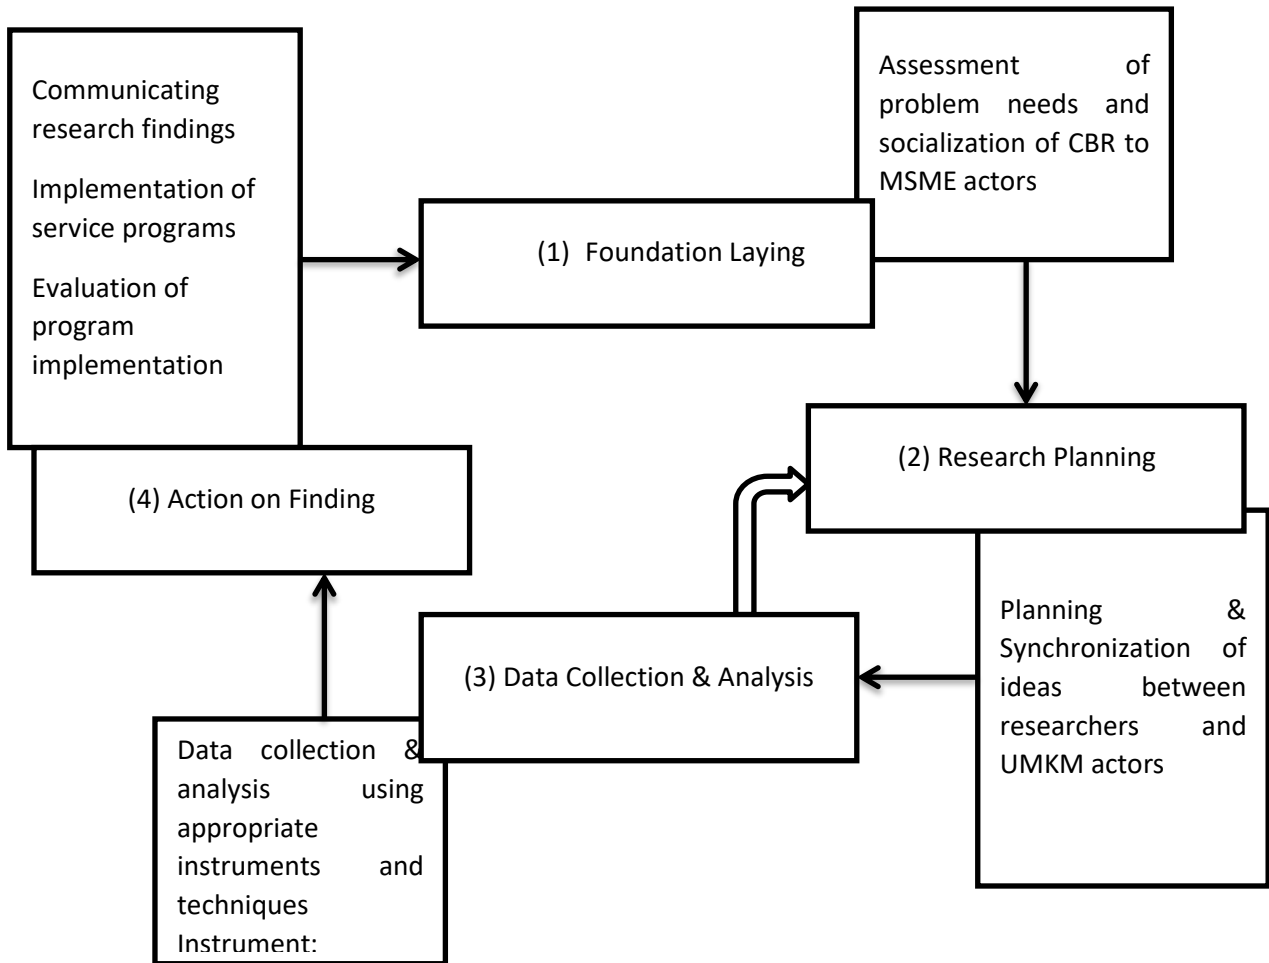 Communicating
research findings
Implementation of
service programs
Evaluation of
program
implementation
Assessment of
problem needs and
socialization of CBR to
MSME actors
(1) Foundation Laying
(2) Research Planning
(4) Action on Finding
Planning &
Synchronization of
ideas between
researchers and
UMKM actors
(3) Data Collection & Analysis
Data collection &
analysis using
appropriate
instruments and
techniques
Instrument: